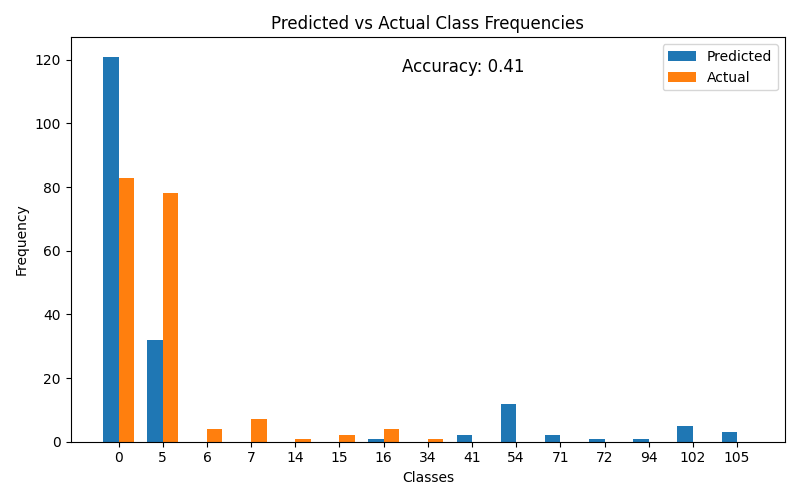 Predicted vs Actual Class Frequencies
Accuracy: 0.41
Predicted
Actual
Frequency
120
100
80
60
40
20
0
0 5 6 7 14 15 16 34 41 54 71 72 94 102 105
Classes